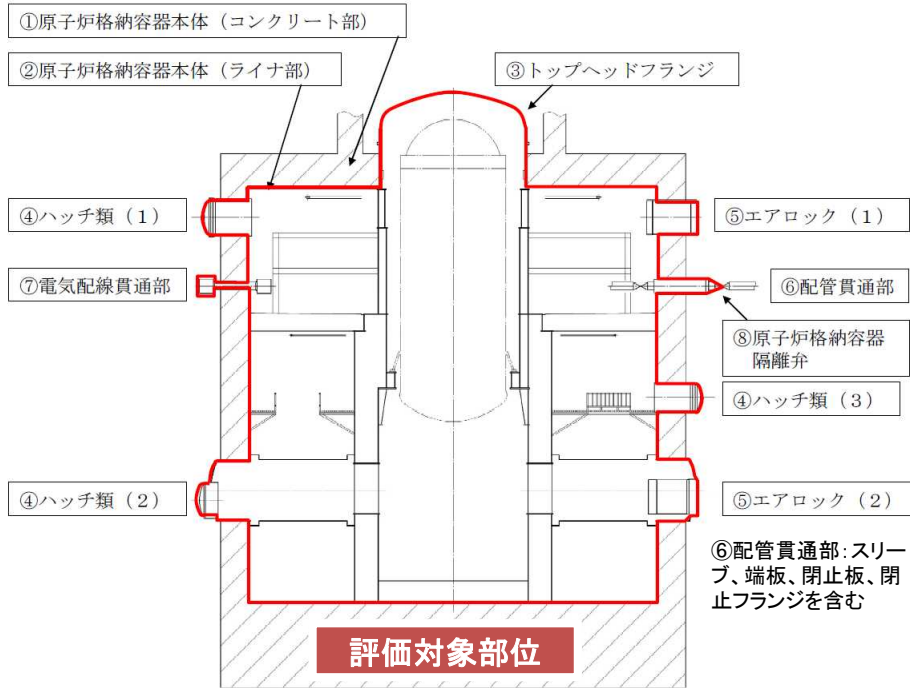 ①原子炉格納容器本体（コンクリート部）
②原子炉格納容器本体（ライナ部）
③トップヘッドフランジ
④ハッチ類（1）
⑤エアロック（1）
⑦電気配線貫通部
⑥配管貫通部
⑧原子炉格納容器
隔離弁
④ハッチ類（3）
④ハッチ類（2）
⑤エアロック（2）
⑥配管貫通部：スリー
ブ、端板、閉止板、閉
止フランジを含む
評価対象部位